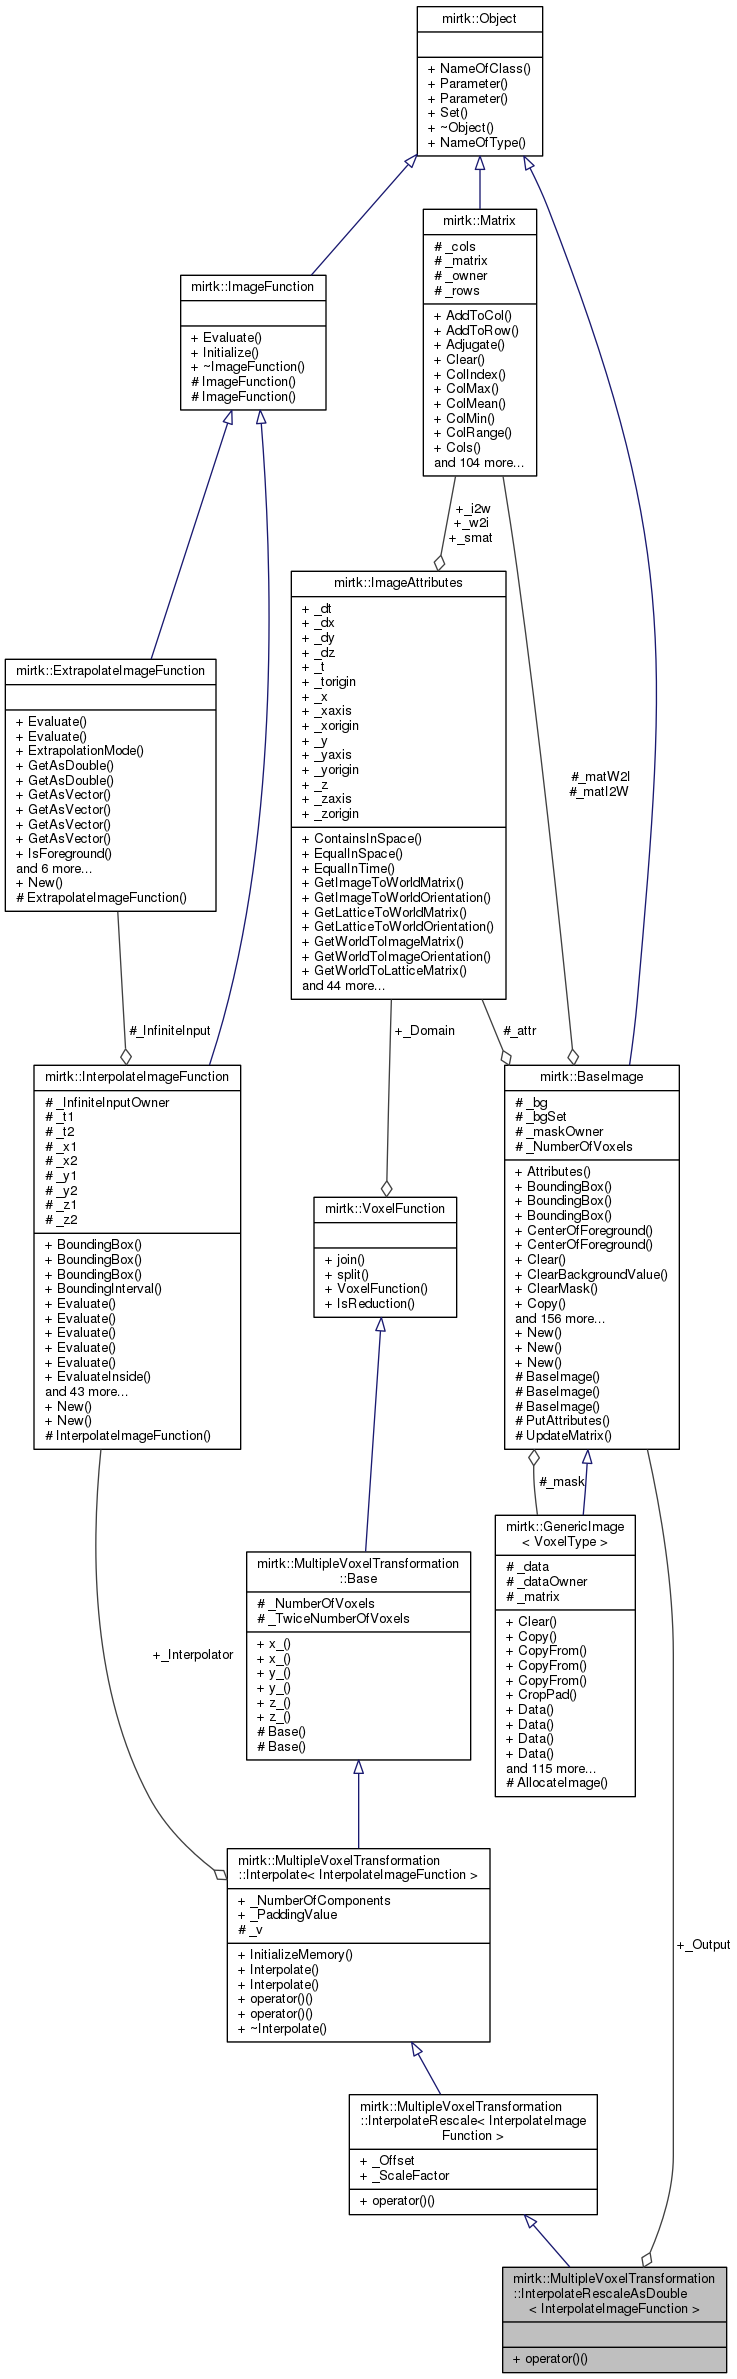 mirtk::Object
+ NameOfClass()
+ Parameter()
+ Parameter()
+ Set()
+ ~Object()
+ NameOfType()
mirtk::Matrix
# _cols
# _matrix
# _owner
# _rows
+ AddToCol()
+ AddToRow()
+ Adjugate()
+ Clear()
+ ColIndex()
+ ColMax()
+ ColMean()
+ ColMin()
+ ColRange()
+ Cols()
and 104 more...
mirtk::ImageFunction
+ Evaluate()
+ Initialize()
+ ~ImageFunction()
# ImageFunction()
# ImageFunction()
+_i2w
+_w2i
+_smat
mirtk::ImageAttributes
+ _dt
+ _dx
+ _dy
+ _dz
+ _t
+ _torigin
+ _x
+ _xaxis
+ _xorigin
+ _y
+ _yaxis
+ _yorigin
+ _z
+ _zaxis
+ _zorigin
+ ContainsInSpace()
+ EqualInSpace()
+ EqualInTime()
+ GetImageToWorldMatrix()
+ GetImageToWorldOrientation()
+ GetLatticeToWorldMatrix()
+ GetLatticeToWorldOrientation()
+ GetWorldToImageMatrix()
+ GetWorldToImageOrientation()
+ GetWorldToLatticeMatrix()
and 44 more...
mirtk::ExtrapolateImageFunction
+ Evaluate()
+ Evaluate()
+ ExtrapolationMode()
+ GetAsDouble()
+ GetAsDouble()
+ GetAsVector()
+ GetAsVector()
+ GetAsVector()
+ GetAsVector()
+ IsForeground()
and 6 more...
+ New()
# ExtrapolateImageFunction()
#_matW2I
#_matI2W
#_InfiniteInput
+_Domain
#_attr
mirtk::InterpolateImageFunction
# _InfiniteInputOwner
# _t1
# _t2
# _x1
# _x2
# _y1
# _y2
# _z1
# _z2
+ BoundingBox()
+ BoundingBox()
+ BoundingBox()
+ BoundingInterval()
+ Evaluate()
+ Evaluate()
+ Evaluate()
+ Evaluate()
+ Evaluate()
+ EvaluateInside()
and 43 more...
+ New()
+ New()
# InterpolateImageFunction()
mirtk::BaseImage
# _bg
# _bgSet
# _maskOwner
# _NumberOfVoxels
+ Attributes()
+ BoundingBox()
+ BoundingBox()
+ BoundingBox()
+ CenterOfForeground()
+ CenterOfForeground()
+ Clear()
+ ClearBackgroundValue()
+ ClearMask()
+ Copy()
and 156 more...
+ New()
+ New()
+ New()
# BaseImage()
# BaseImage()
# BaseImage()
# PutAttributes()
# UpdateMatrix()
mirtk::VoxelFunction
+ join()
+ split()
+ VoxelFunction()
+ IsReduction()
#_mask
mirtk::GenericImage
< VoxelType >
# _data
# _dataOwner
# _matrix
+ Clear()
+ Copy()
+ CopyFrom()
+ CopyFrom()
+ CopyFrom()
+ CropPad()
+ Data()
+ Data()
+ Data()
+ Data()
and 115 more...
# AllocateImage()
mirtk::MultipleVoxelTransformation
::Base
# _NumberOfVoxels
# _TwiceNumberOfVoxels
+ x_()
+ x_()
+ y_()
+ y_()
+ z_()
+ z_()
# Base()
# Base()
+_Interpolator
mirtk::MultipleVoxelTransformation
::Interpolate< InterpolateImageFunction >
+ _NumberOfComponents
+ _PaddingValue
# _v
+ InitializeMemory()
+ Interpolate()
+ Interpolate()
+ operator()()
+ operator()()
+ ~Interpolate()
+_Output
mirtk::MultipleVoxelTransformation
::InterpolateRescale< InterpolateImage
Function >
+ _Offset
+ _ScaleFactor
+ operator()()
mirtk::MultipleVoxelTransformation
::InterpolateRescaleAsDouble
< InterpolateImageFunction >
+ operator()()